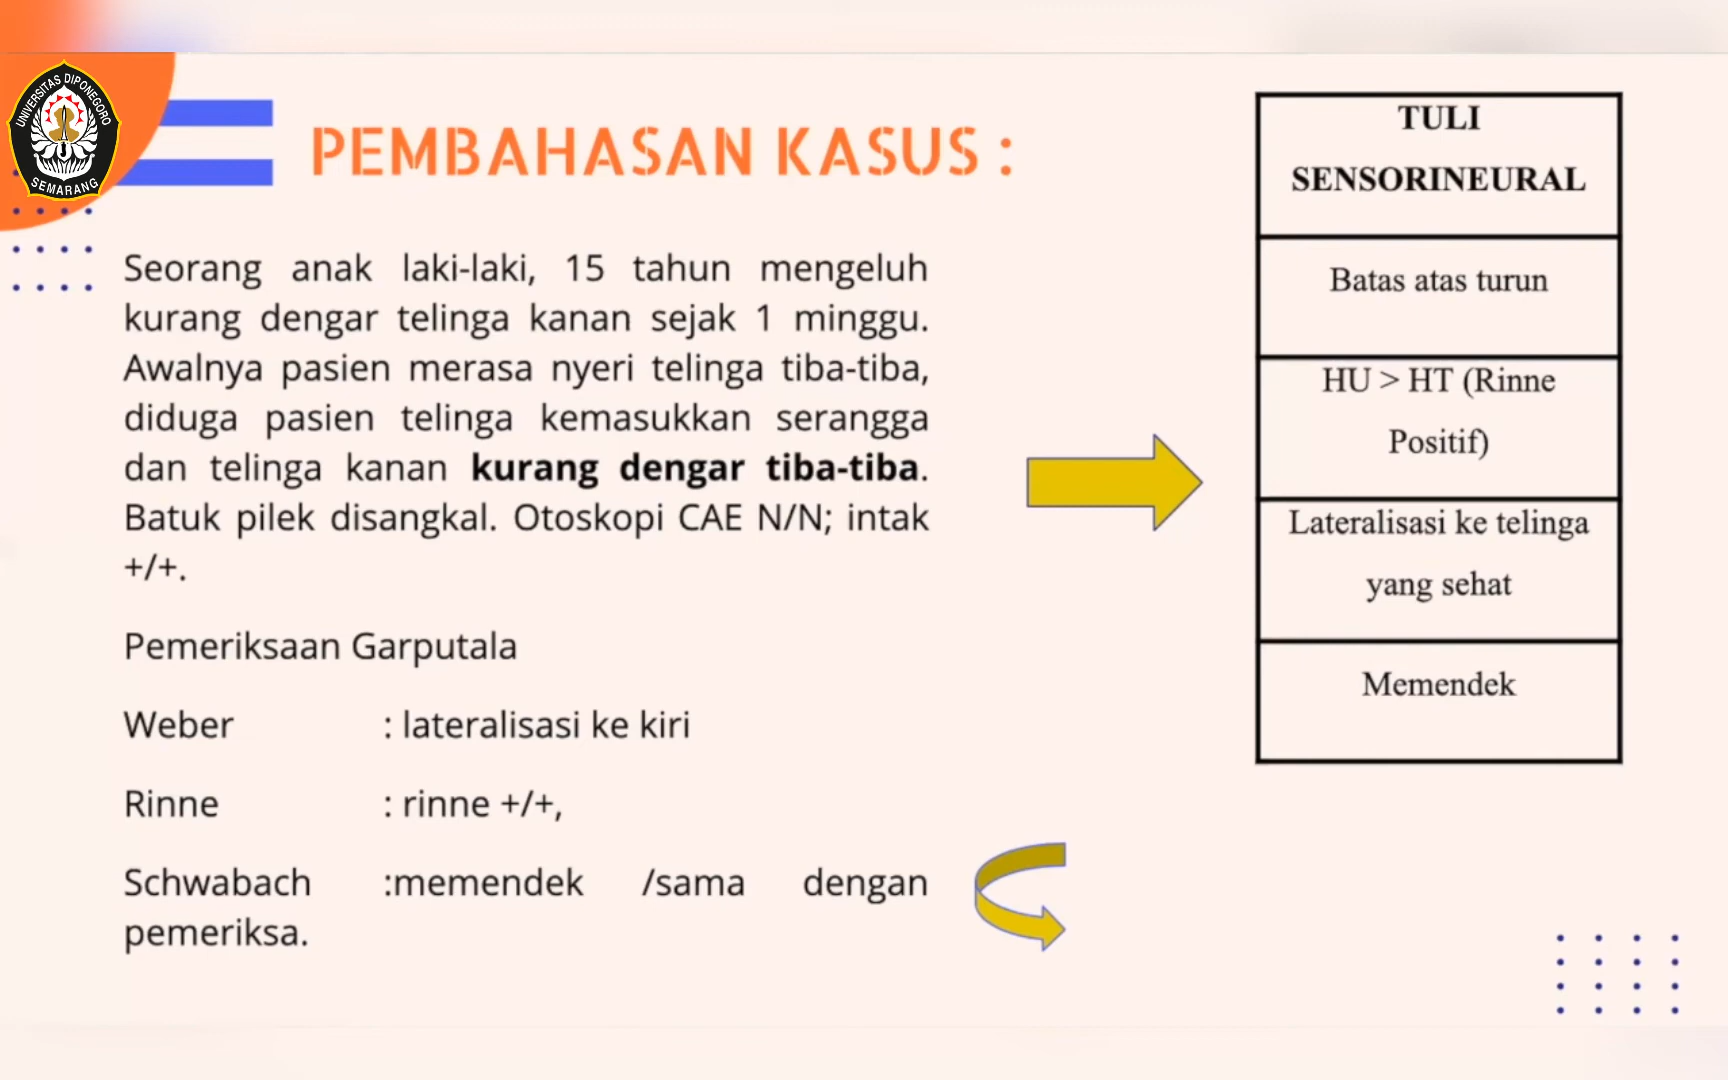 UNIVERSITAS DIPONEGORO
SEMARANG
PEMBAHASAN KASUS :
Seorang anak laki-laki, 15 tahun mengeluh
kurang dengar telinga kanan sejak 1 minggu.
Awalnya pasien merasa nyeri telinga tiba-tiba,
diduga pasien telinga kemasukkan serangga
dan telinga kanan kurang dengar tiba-tiba.
Batuk pilek disangkal. Otoskopi CAE N/N; intak
+/+.
Pemeriksaan Garputala
Weber : lateralisasi ke kiri
Rinne : rinne +/+,
Schwabach :memendek /sama dengan
pemeriksa.
TULI
SENSORINEURAL
Batas atas turun
HU > HT (Rinne
Positif)
Lateralisasi ke telinga
yang sehat
Memendek